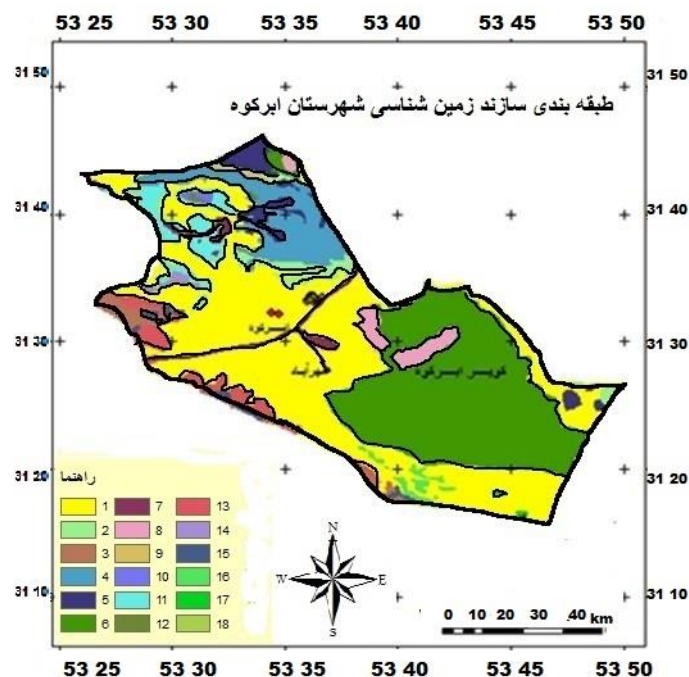 53 25 53 30 53 35 53 40 53 45 53 50
31 50 31 50
طبقه بندی سازند زمین شناسی شهرستان ابرکوه
31 40 31 40
ابرکوه
31 30 31 30
مهرآباد کویر ابرکوه
31 20 31 20
راهنما
1 7 13
2 8 14
3 9 15
4 10 16
5 11 17
6 12 18
N
W E
S
31 10 31 10
0 10 20 30 40 km
53 25 53 30 53 35 53 40 53 45 53 50